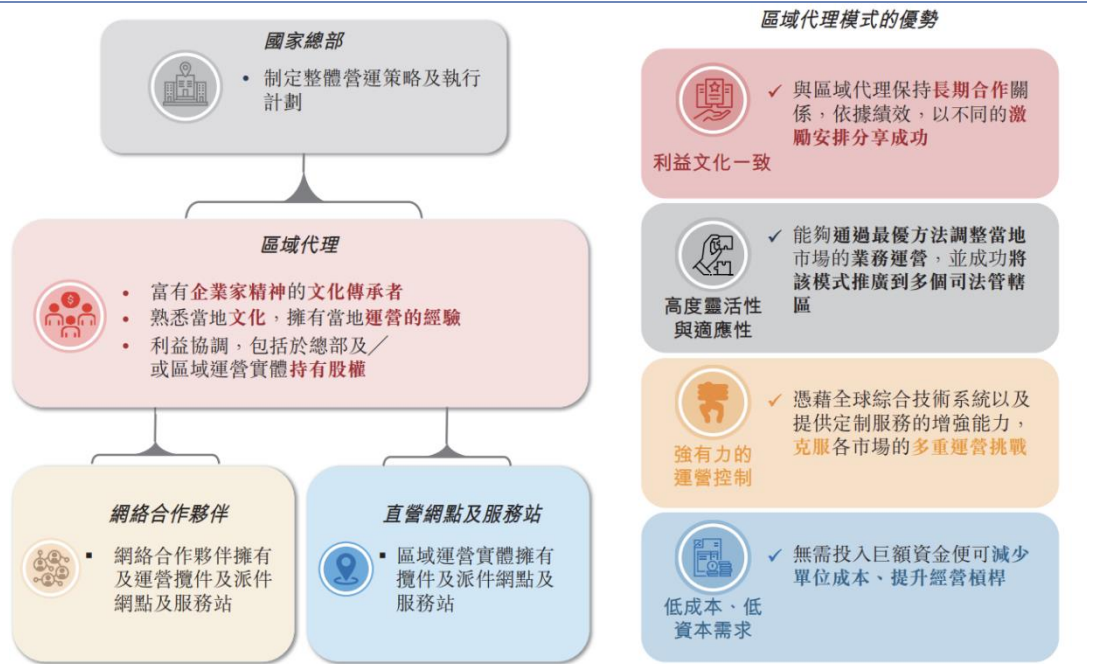 國家總部
• 制定整體營運策略及執行
計劃
區域代理
• 富有企業家精神的文化傳承者
• 熟悉當地文化，擁有當地運營的經驗
• 利益協調，包括於總部及／
或區域運營實體持有股權
網絡合作夥伴
▪ 網絡合作夥伴擁有
及運營攬件及派件
網點及服務站
直營網點及服務站
▪ 區域運營實體擁有
攬件及派件網點及
服務站
區域代理模式的優勢
利益文化一致
✓ 與區域代理保持長期合作關
係，依據績效，以不同的激
勵安排分享成功
高度靈活性
與適應性
✓ 能夠通過最優方法調整當地
市場的業務運營，並成功將
該模式推廣到多個司法管轄
區
強有力的
運營控制
✓ 憑藉全球綜合技術系統以及
提供定制服務的增強能力，
克服各市場的多重運營挑戰
低成本、低
資本需求
✓ 無需投入巨額資金便可減少
單位成本、提升經營槓桿